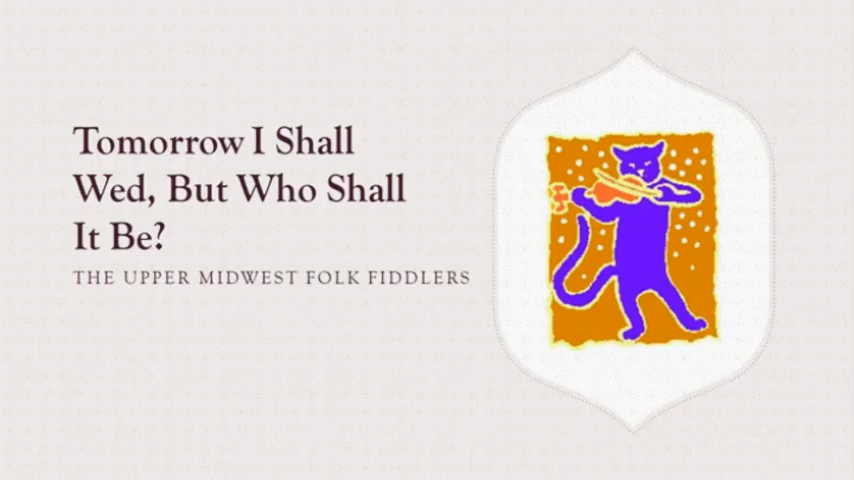 Tomorrow I Shall
Wed, But Who Shall
It Be?
THE UPPER MIDWEST FOLK FIDDLERS